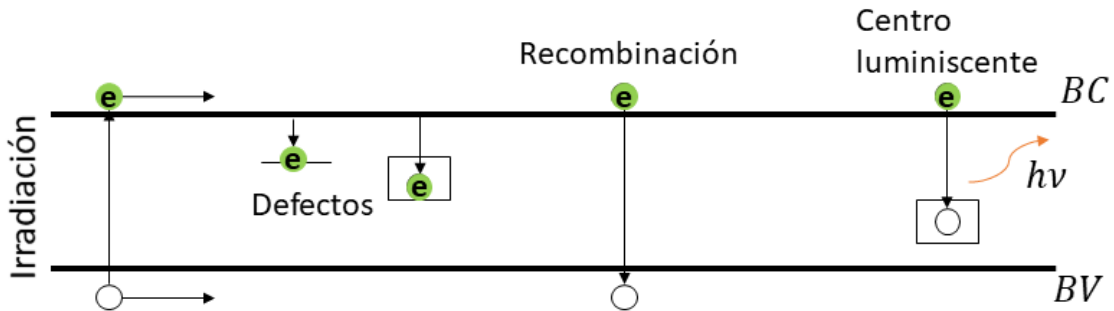 Irradiación
e
e
e
Defectos
Recombinación
e
Centro
luminiscente
e
BC
hν
BV